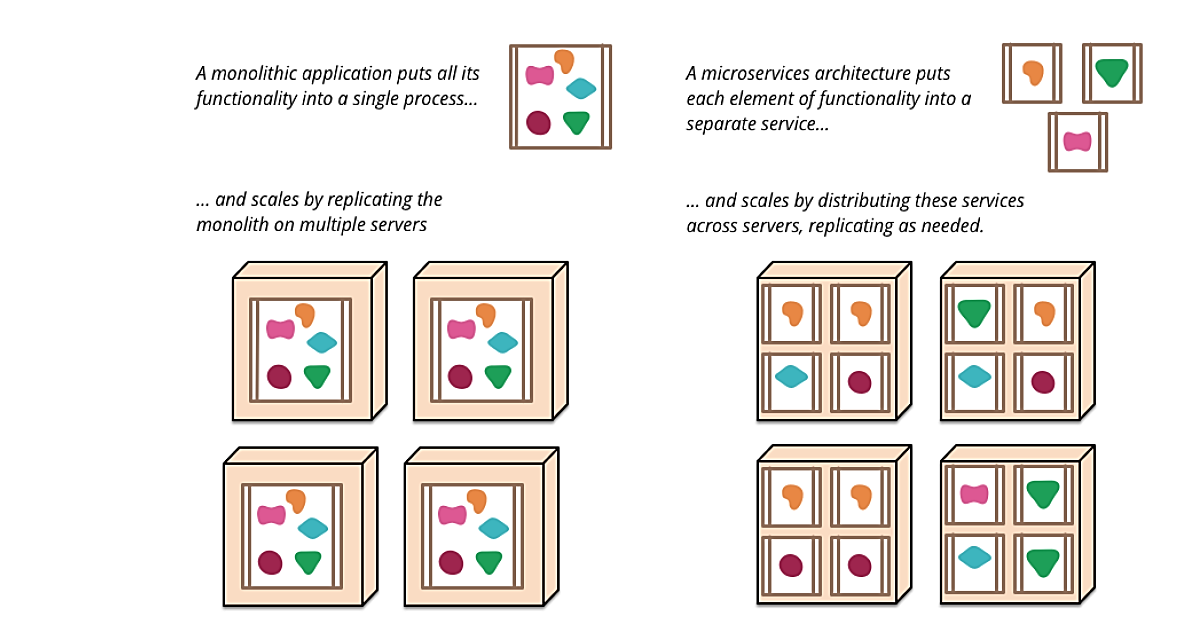 A monolithic application puts all its
functionality into a single process...
... and scales by replicating the
monolith on multiple servers
A microservices architecture puts
each element of functionality into a
separate service...
... and scales by distributing these services
across servers, replicating as needed.